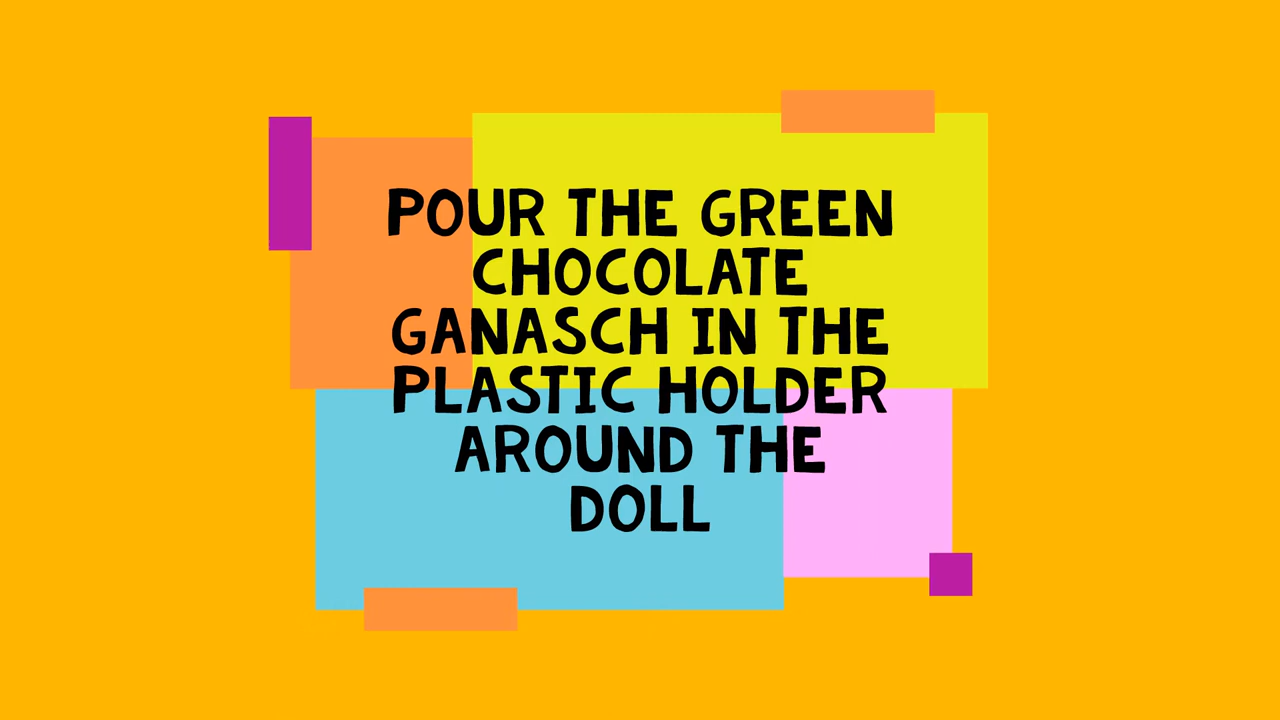 POUR THE GREEN
CHOCOLATE
GANASCH IN THE
PLASTIC HOLDER
AROUND THE
DOLL